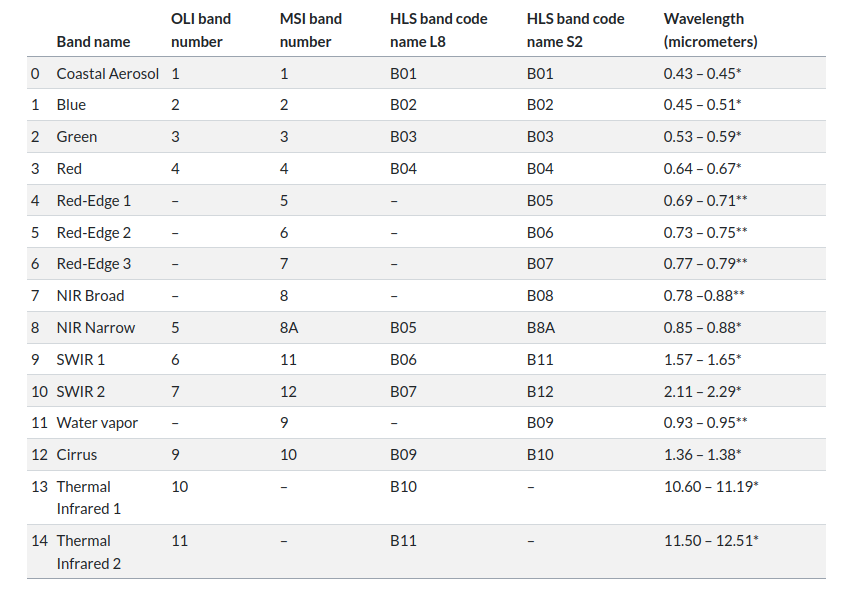 Band name OLI band number MSI band number HLS band code name L8 HLS band code name S2 Wavelength (micrometers)
0 Coastal Aerosol 1 1 B01 B01 0.43 – 0.45*
1 Blue 2 2 B02 B02 0.45 – 0.51*
2 Green 3 3 B03 B03 0.53 – 0.59*
3 Red 4 4 B04 B04 0.64 – 0.67*
4 Red-Edge 1 – 5 – B05 0.69 – 0.71**
5 Red-Edge 2 – 6 – B06 0.73 – 0.75**
6 Red-Edge 3 – 7 – B07 0.77 – 0.79**
7 NIR Broad – 8 – B08 0.78 –0.88**
8 NIR Narrow 5 8A B05 B8A 0.85 – 0.88*
9 SWIR 1 6 11 B06 B11 1.57 – 1.65*
10 SWIR 2 7 12 B07 B12 2.11 – 2.29*
11 Water vapor – 9 – B09 0.93 – 0.95**
12 Cirrus 9 10 B09 B10 1.36 – 1.38*
13 Thermal Infrared 1 10 – B10 – 10.60 – 11.19*
14 Thermal Infrared 2 11 – B11 – 11.50 – 12.51*